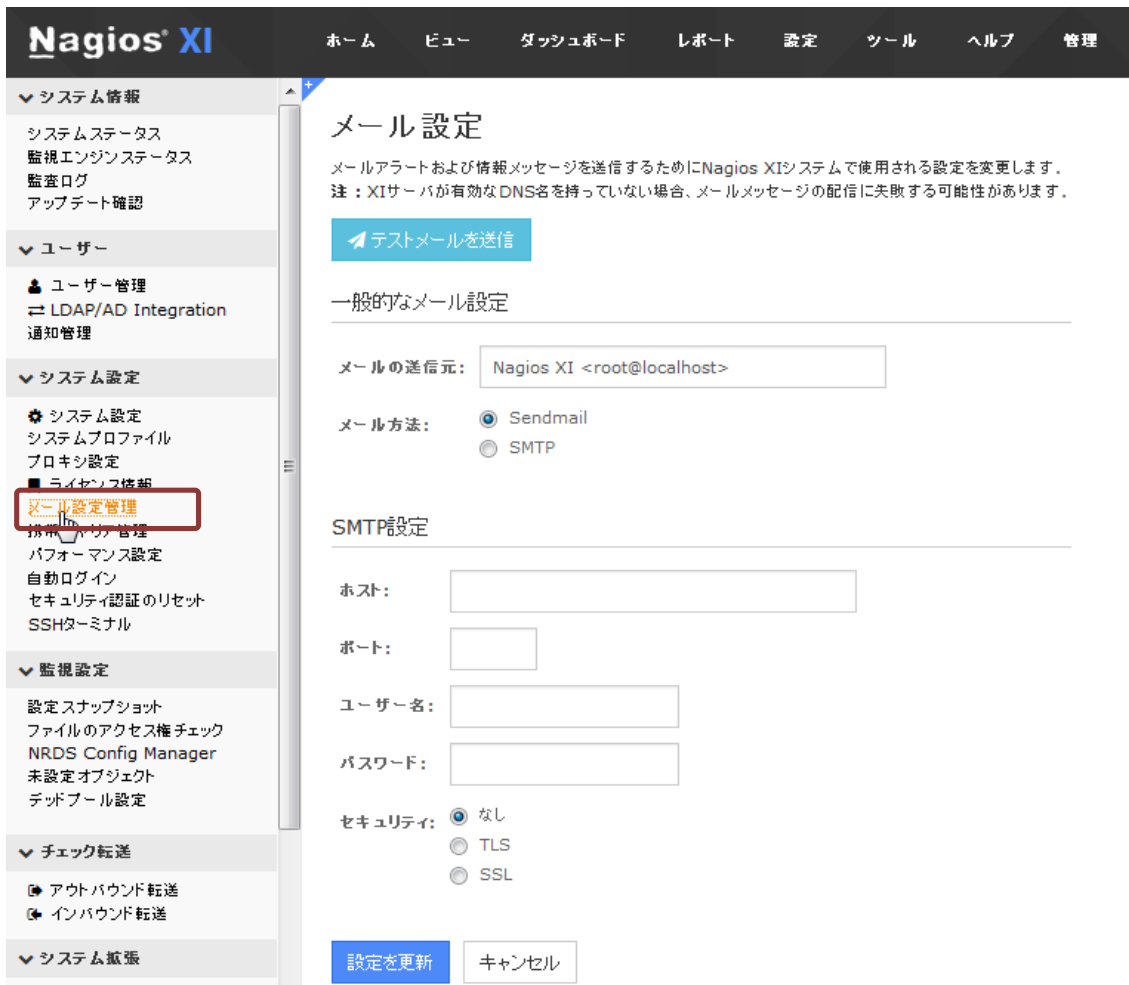 Nagios® XI
ホーム ビュー ダッシュボード レポート 設定 ツール ヘルプ 管理
システム情報
システムステータス
監視エンジンステータス
監査ログ
アップデート確認
ユーザー
ユーザー管理
LDAP/AD Integration
通知管理
システム設定
システム設定
システムプロファイル
プロキシ設定
ライセンス情報
メール設定管理
携帯キャリア管理
パフォーマンス設定
自動ログイン
セキュリティ認証のリセット
SSHターミナル
監視設定
設定スナップショット
ファイルのアクセス権チェック
NRDS Config Manager
未設定オブジェクト
デッドプール設定
チェック転送
アウトバウンド転送
インバウンド転送
システム拡張
メール設定
メールアラートおよび情報メッセージを送信するためにNagios XIシステムで使用される設定を変更します。
注：XIサーバが有効なDNS名を持っていない場合、メールメッセージの配信に失敗する可能性があります。
テストメールを送信
一般的なメール設定
メールの送信元: Nagios XI <root@localhost>
メール方法: Sendmail
SMTP
SMTP設定
ホスト:
ポート:
ユーザー名:
パスワード:
セキュリティ: なし
TLS
SSL
設定を更新 キャンセル